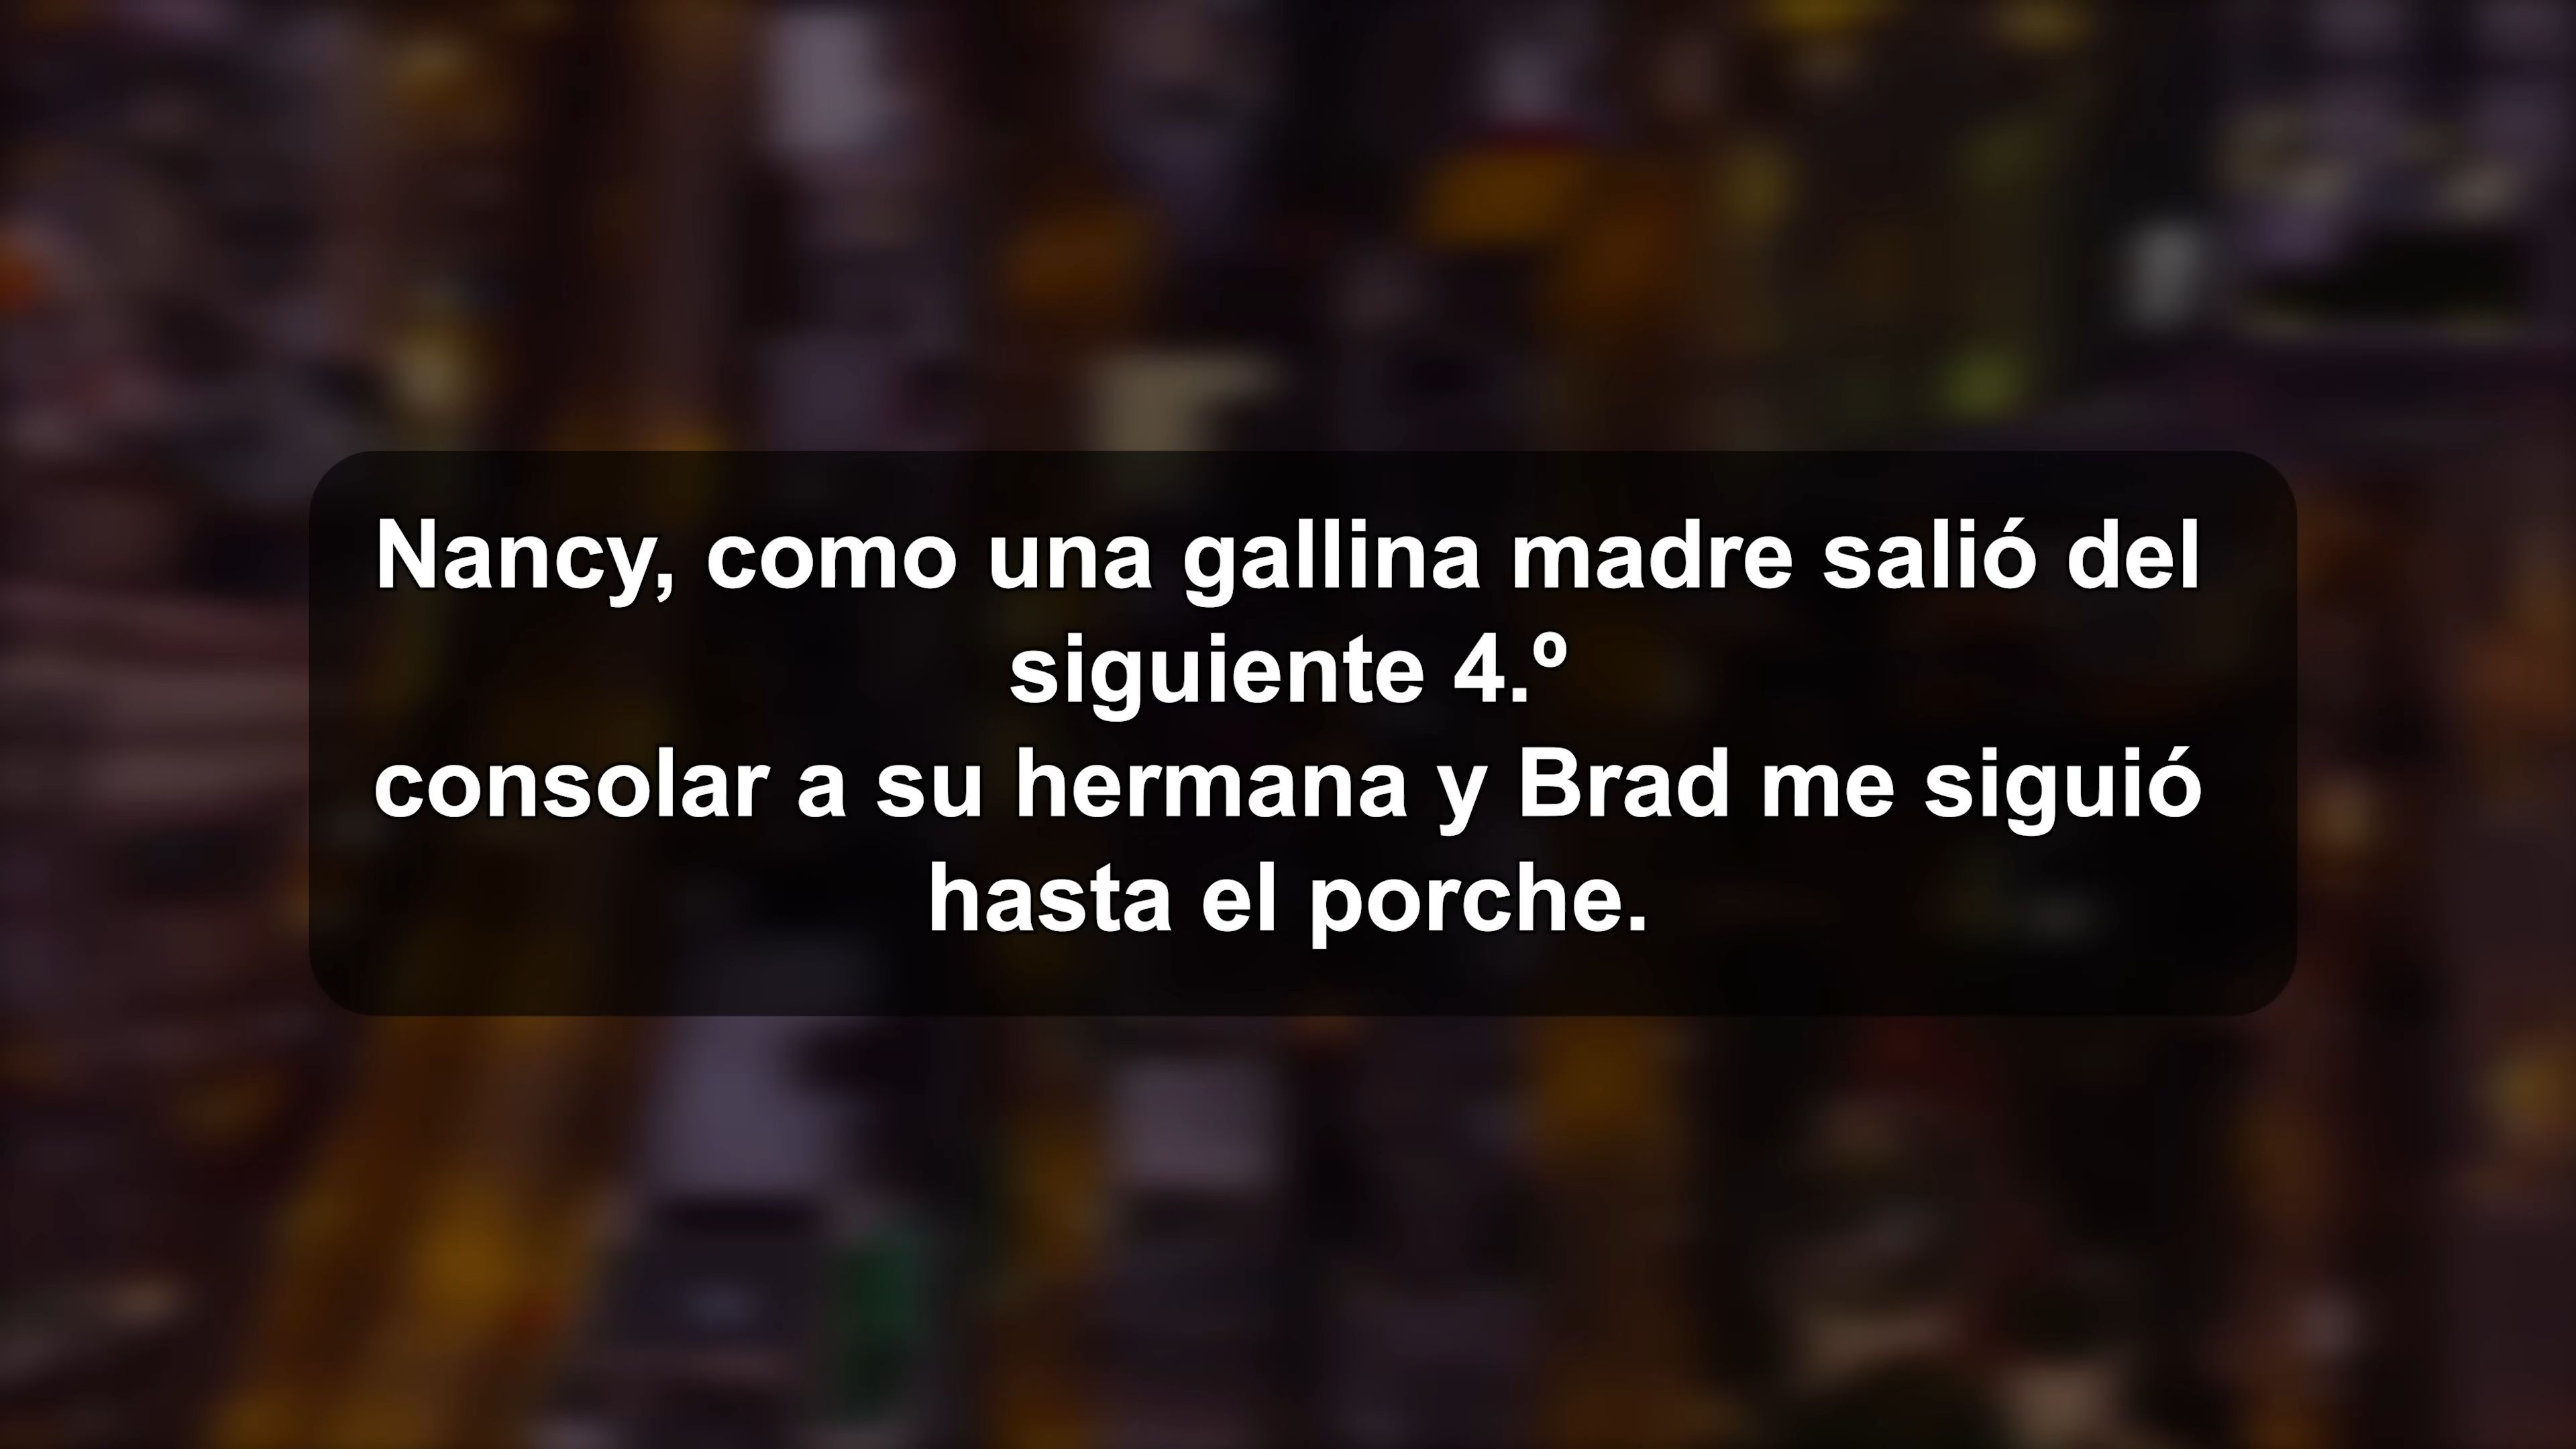 Nancy, como una gallina madre salió del
siguiente 4.º
consolar a su hermana y Brad me siguió
hasta el porche.